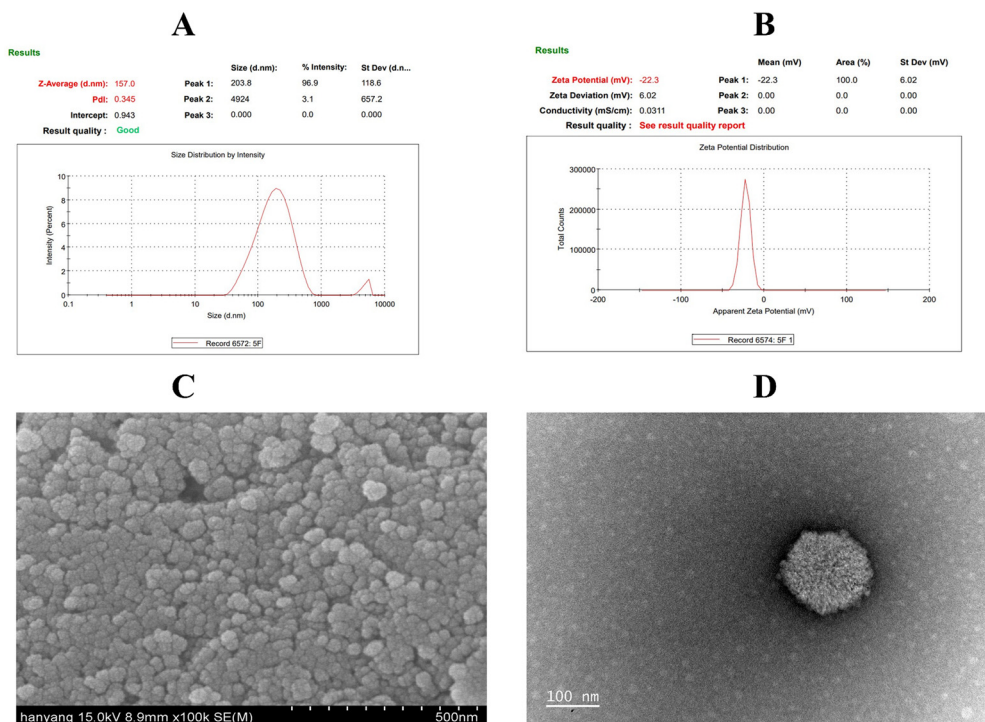 A
Results
Size (d.nm): % Intensity: St Dev (d.n...
Z-Average (d.nm): 157.0 Peak 1: 203.8 96.9 118.6
PdI: 0.345 Peak 2: 4924 3.1 657.2
Intercept: 0.943 Peak 3: 0.000 0.0 0.000
Result quality : Good
Size Distribution by Intensity
Intensity (Percent)
10
8
6
4
2
0
0.1 1 10 100 1000 10000
Size (d.nm)
Record 6572: 5F
B
Results
Mean (mV) Area (%) St Dev (mV)
Zeta Potential (mV): -22.3 Peak 1: -22.3 100.0 6.02
Zeta Deviation (mV): 6.02 Peak 2: 0.00 0.0 0.00
Conductivity (mS/cm): 0.0311 Peak 3: 0.00 0.0 0.00
Result quality : See result quality report
Zeta Potential Distribution
Total Counts
300000
200000
100000
0
-200 -100 0 100 200
Apparent Zeta Potential (mV)
Record 6574: 5F 1
C
hanyang 15.0kV 8.9mm x100k SE(M) 500nm
D
100 nm